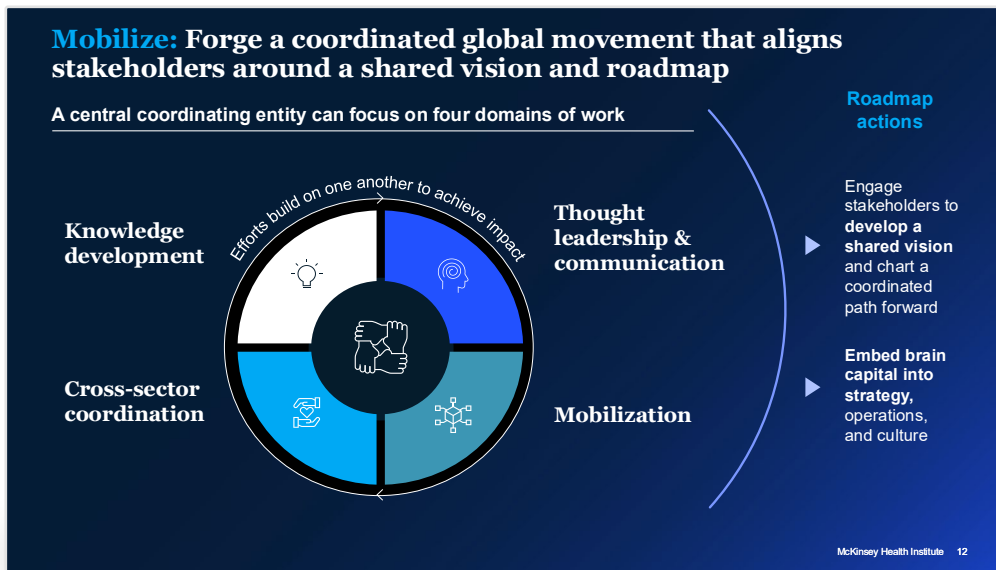 Mobilize: Forge a coordinated global movement that aligns
stakeholders around a shared vision and roadmap
A central coordinating entity can focus on four domains of work
Efforts build on one another to achieve impact
Knowledge
development
Thought
leadership &
communication
Cross-sector
coordination
Mobilization
Roadmap
actions
Engage
stakeholders to
develop a
shared vision
and chart a
coordinated
path forward
Embed brain
capital into
strategy,
operations,
and culture
McKinsey Health Institute 12